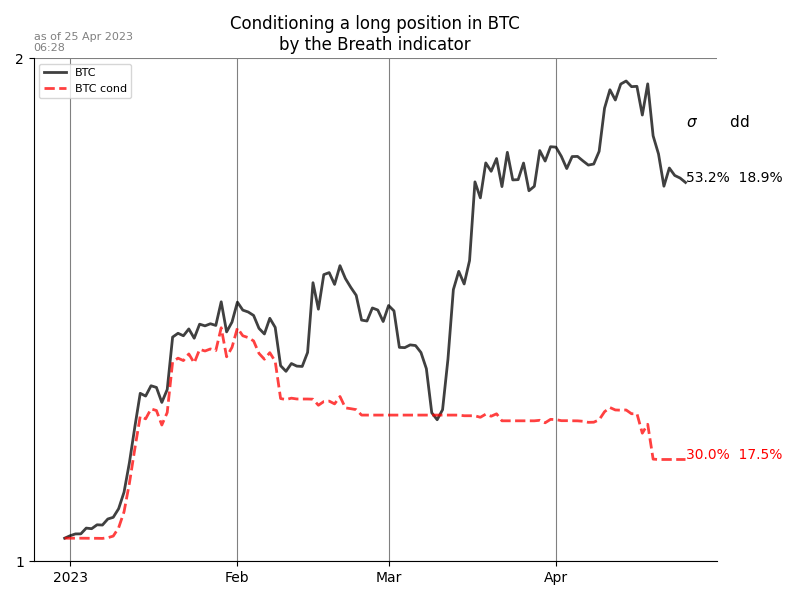 Conditioning a long position in BTC
by the Breath indicator
as of 25 Apr 2023
06:28
2
BTC
BTC cond
σ dd
53.2% 18.9%
30.0% 17.5%
1
2023 Feb Mar Apr